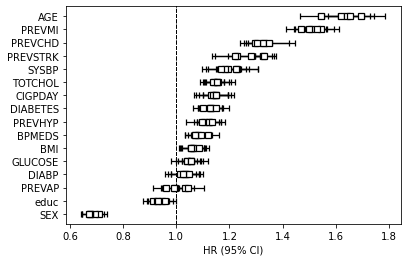 AGE
PREVMI
PREVCHD
PREVSTRK
SYSBP
TOTCHOL
CIGPDAY
DIABETES
PREVHYP
BPMEDS
BMI
GLUCOSE
DIABP
PREVAP
educ
SEX
0.6 0.8 1.0 1.2 1.4 1.6 1.8
HR (95% CI)